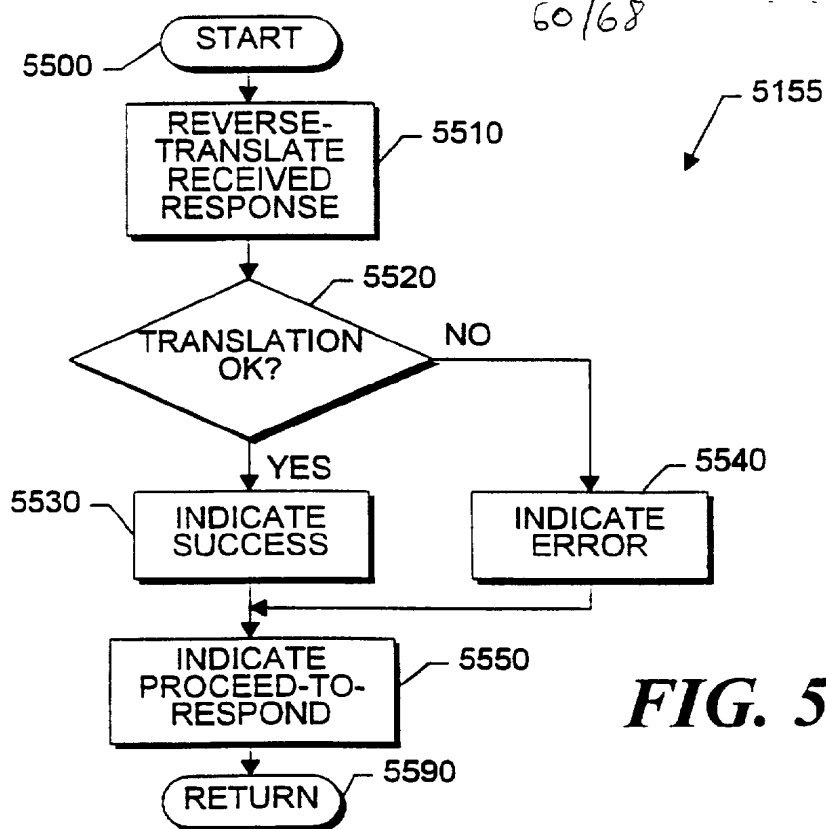 60/68
START
5500
5155
REVERSE-
TRANSLATE
RECEIVED
RESPONSE
5510
5520
TRANSLATION
OK?
NO
YES
5530
5540
INDICATE
SUCCESS
INDICATE
ERROR
INDICATE
PROCEED-TO-
RESPOND
5550
FIG. 5
RETURN
5590